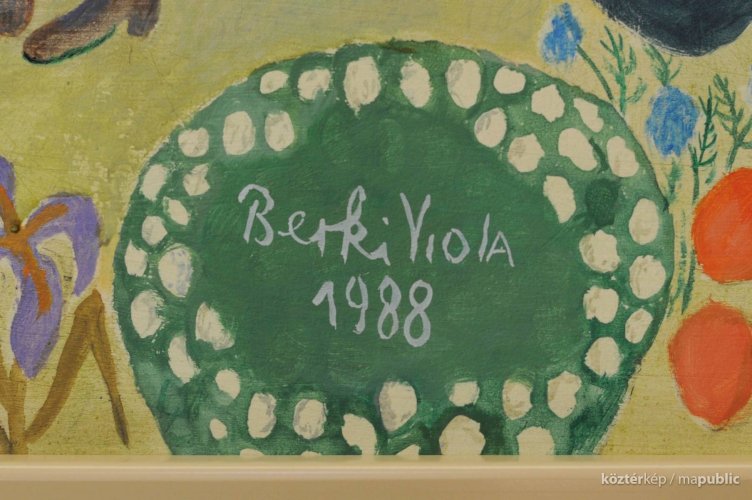 Berki Viola
1988
köztérkép / mapublic